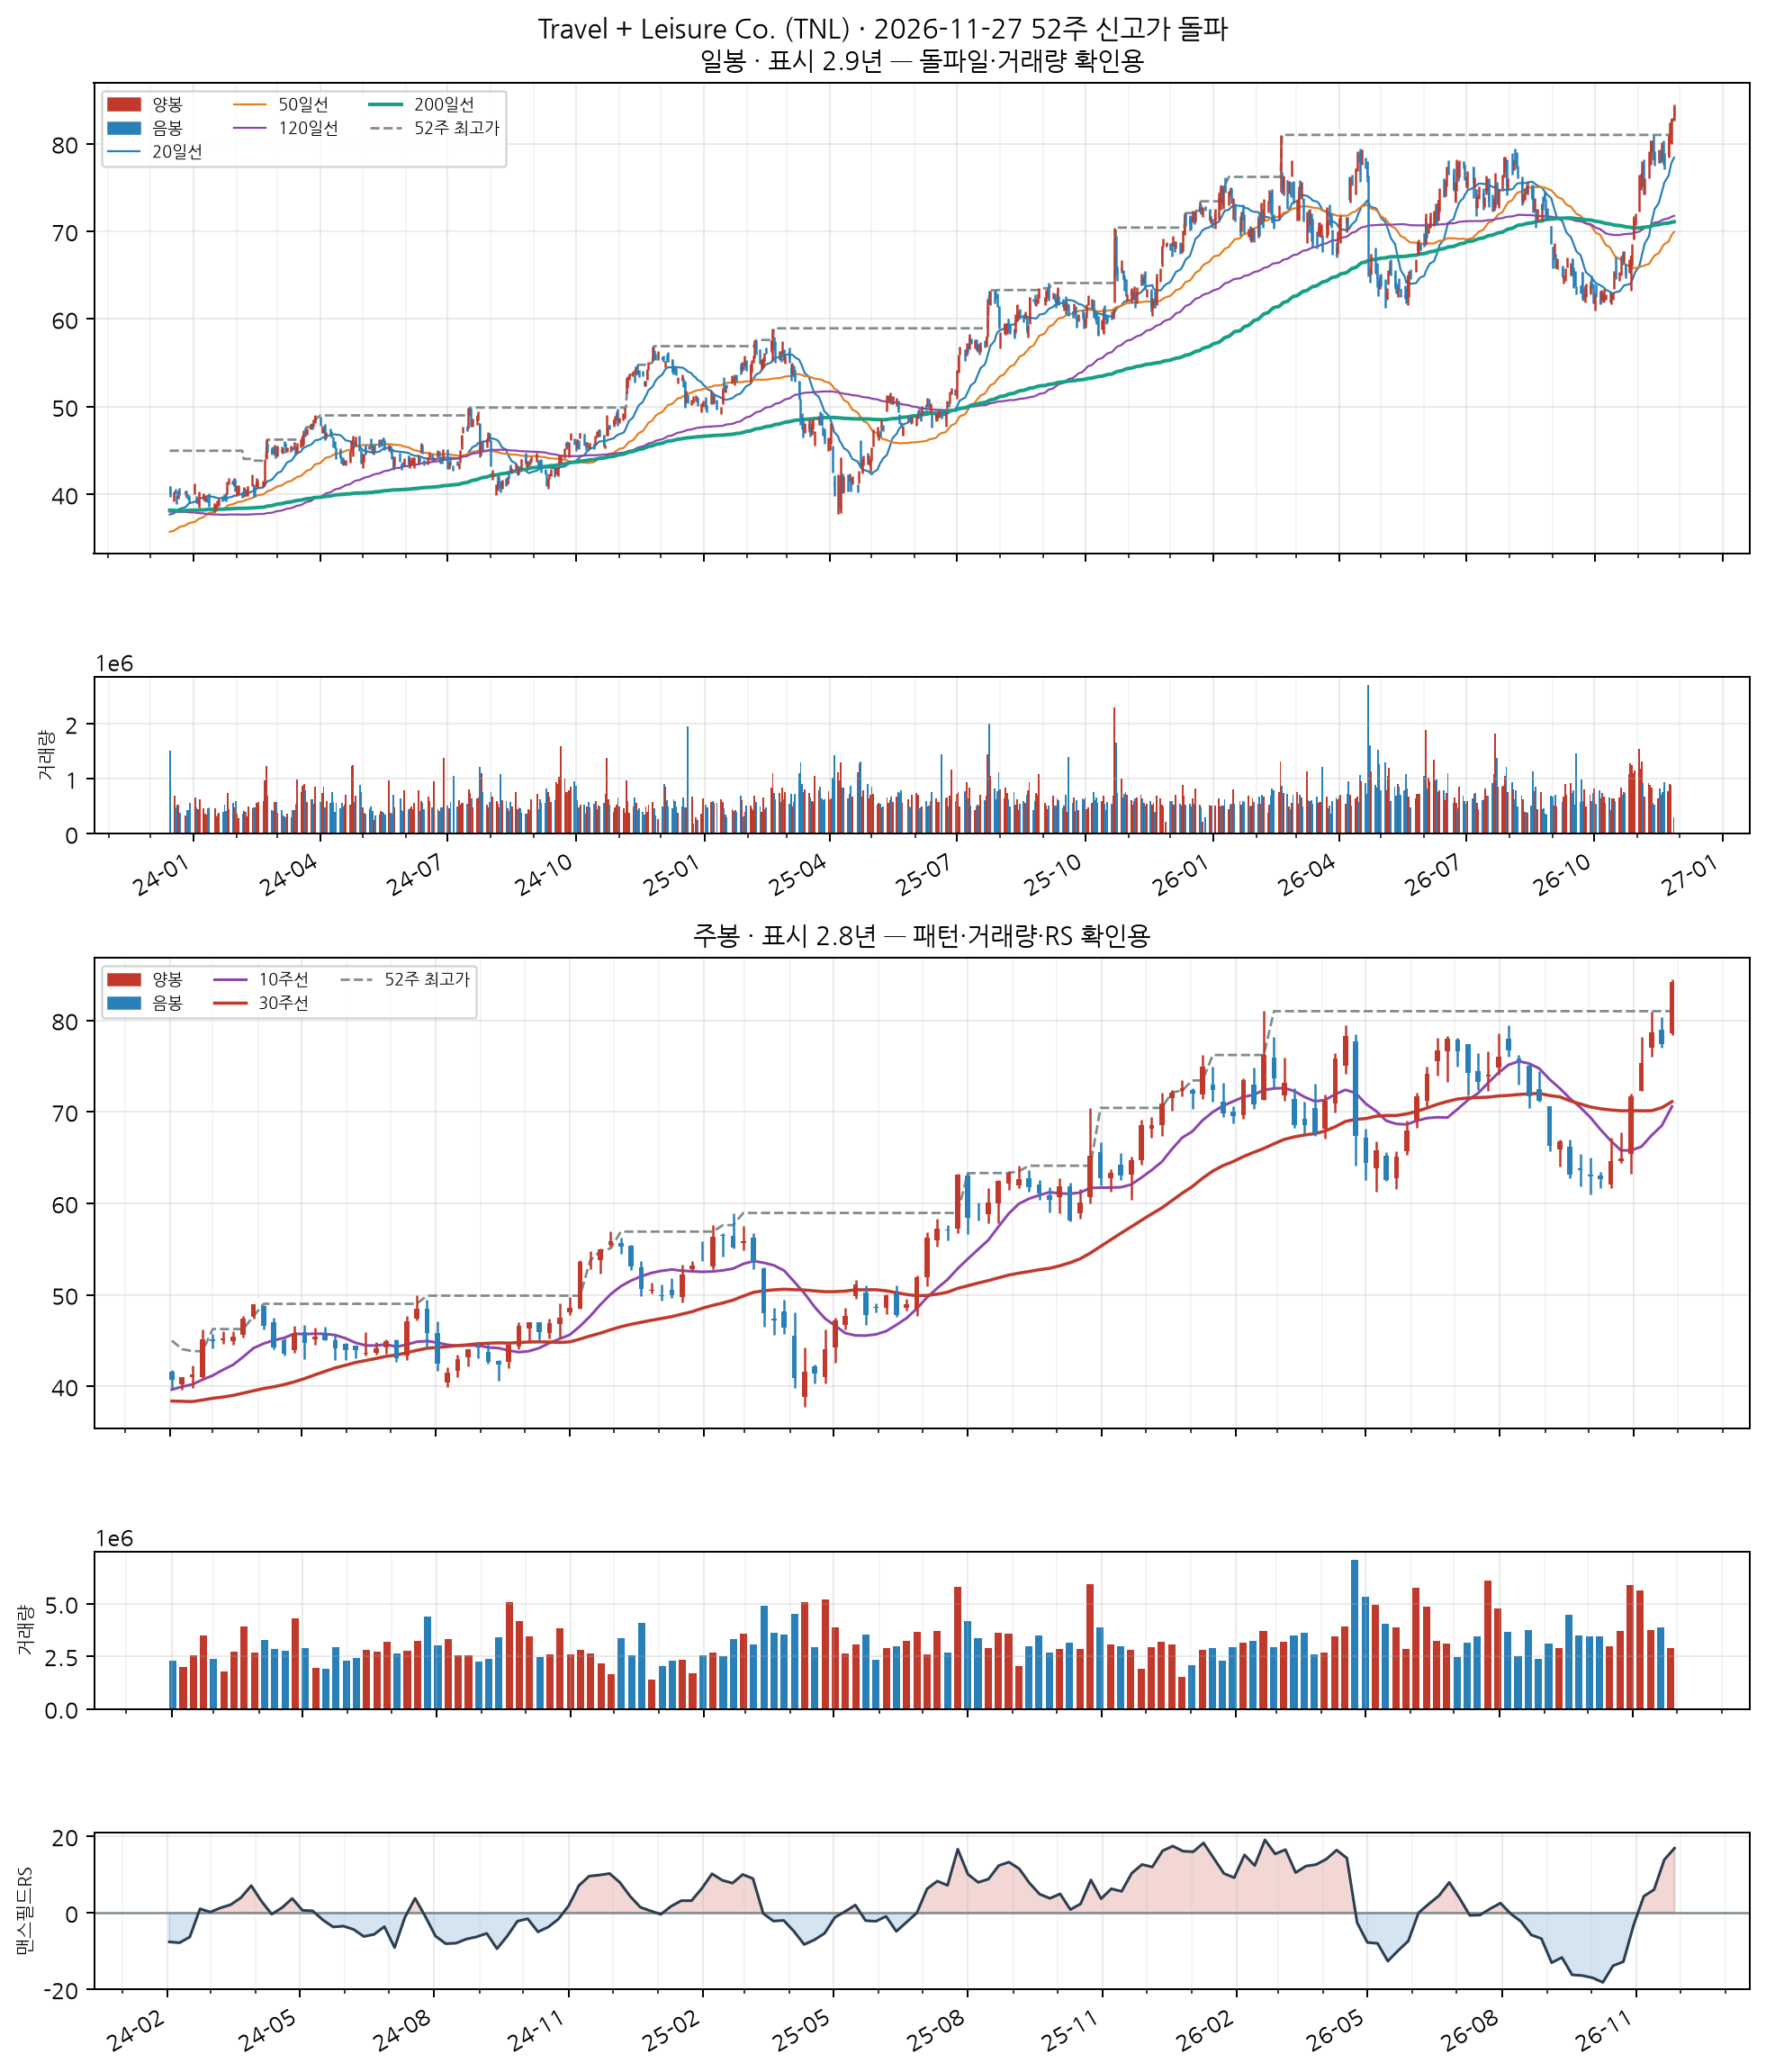 Travel + Leisure Co. (TNL) · 2026-11-27 52주 신고가 돌파
일봉 · 표시 2.9년 — 돌파일·거래량 확인용
양봉 50일선 200일선
음봉 120일선 52주 최고가
20일선
80
70
60
50
40
1e6
2
1
0
거래량
24-01 24-04 24-07 24-10 25-01 25-04 25-07 25-10 26-01 26-04 26-07 26-10 27-01
주봉 · 표시 2.8년 — 패턴·거래량·RS 확인용
양봉 10주선 52주 최고가
음봉 30주선
80
70
60
50
40
1e6
5.0
2.5
0.0
거래량
20
0
-20
맨스필드RS
24-02 24-05 24-08 24-11 25-02 25-05 25-08 25-11 26-02 26-05 26-08 26-11